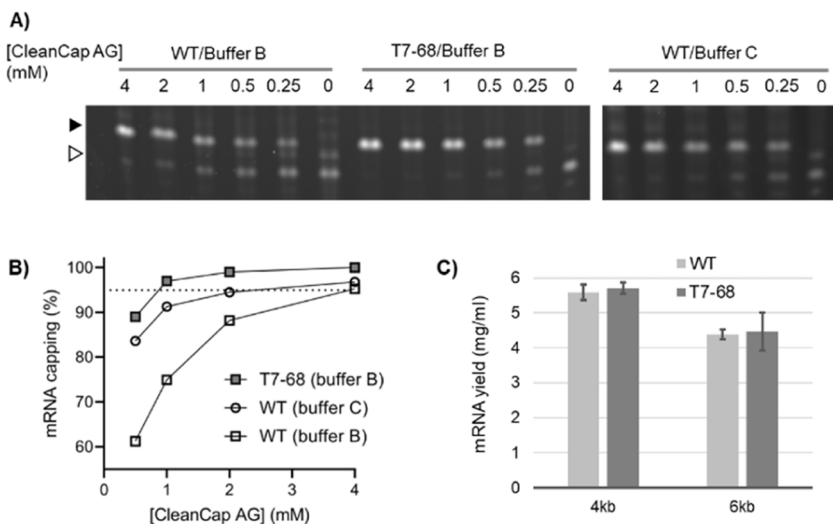 A)
[CleanCap AG]
(mM)
WT/Buffer B
T7-68/Buffer B
WT/Buffer C
4 2 1 0.5 0.25 0
4 2 1 0.5 0.25 0
4 2 1 0.5 0.25 0
B)
mRNA capping (%)
100
90
80
70
60
T7-68 (buffer B)
WT (buffer C)
WT (buffer B)
0 1 2 3 4
[CleanCap AG] (mM)
C)
WT
T7-68
mRNA yield (mg/ml)
6
5
4
3
2
1
0
4kb 6kb